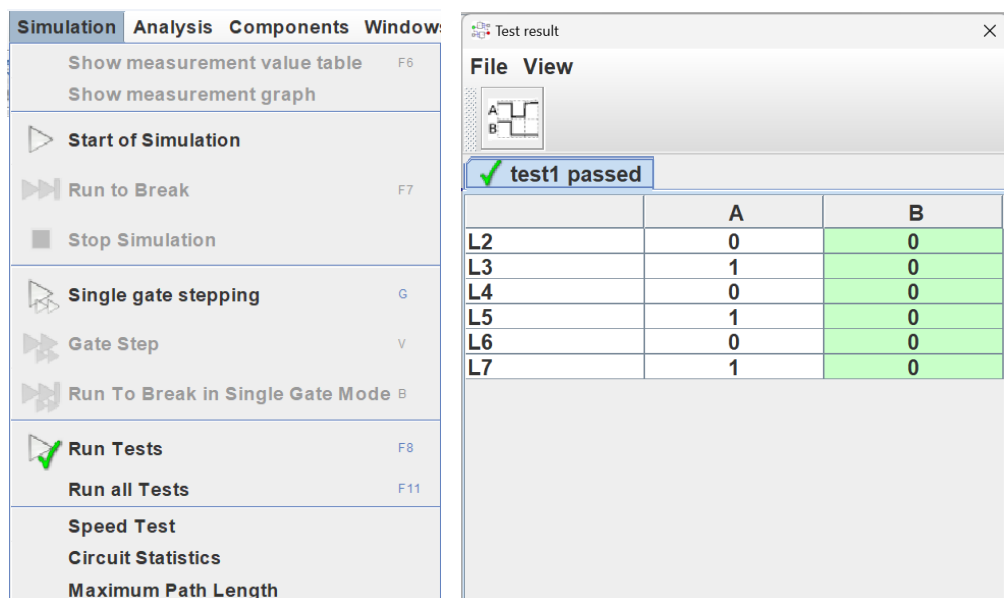 Simulation Analysis Components Windows
Show measurement value table F6
Show measurement graph
Start of Simulation
Run to Break F7
Stop Simulation
Single gate stepping G
Gate Step V
Run To Break in Single Gate Mode B
Run Tests F8
Run all Tests F11
Speed Test
Circuit Statistics
Maximum Path Length
Test result
File View
A
B
test1 passed
A B
L2 0 0
L3 1 0
L4 0 0
L5 1 0
L6 0 0
L7 1 0